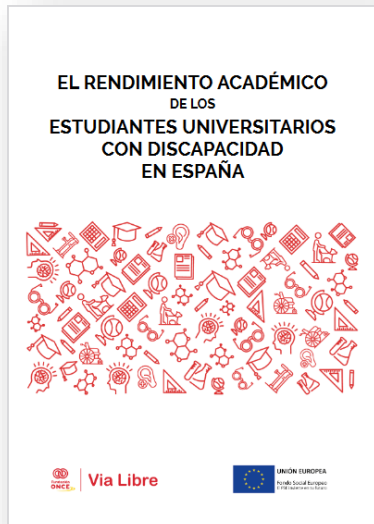 EL RENDIMIENTO ACADÉMICO
DE LOS
ESTUDIANTES UNIVERSITARIOS
CON DISCAPACIDAD
EN ESPAÑA
Fundación
ONCE
Via Libre
UNIÓN EUROPEA
Fondo Social Europeo